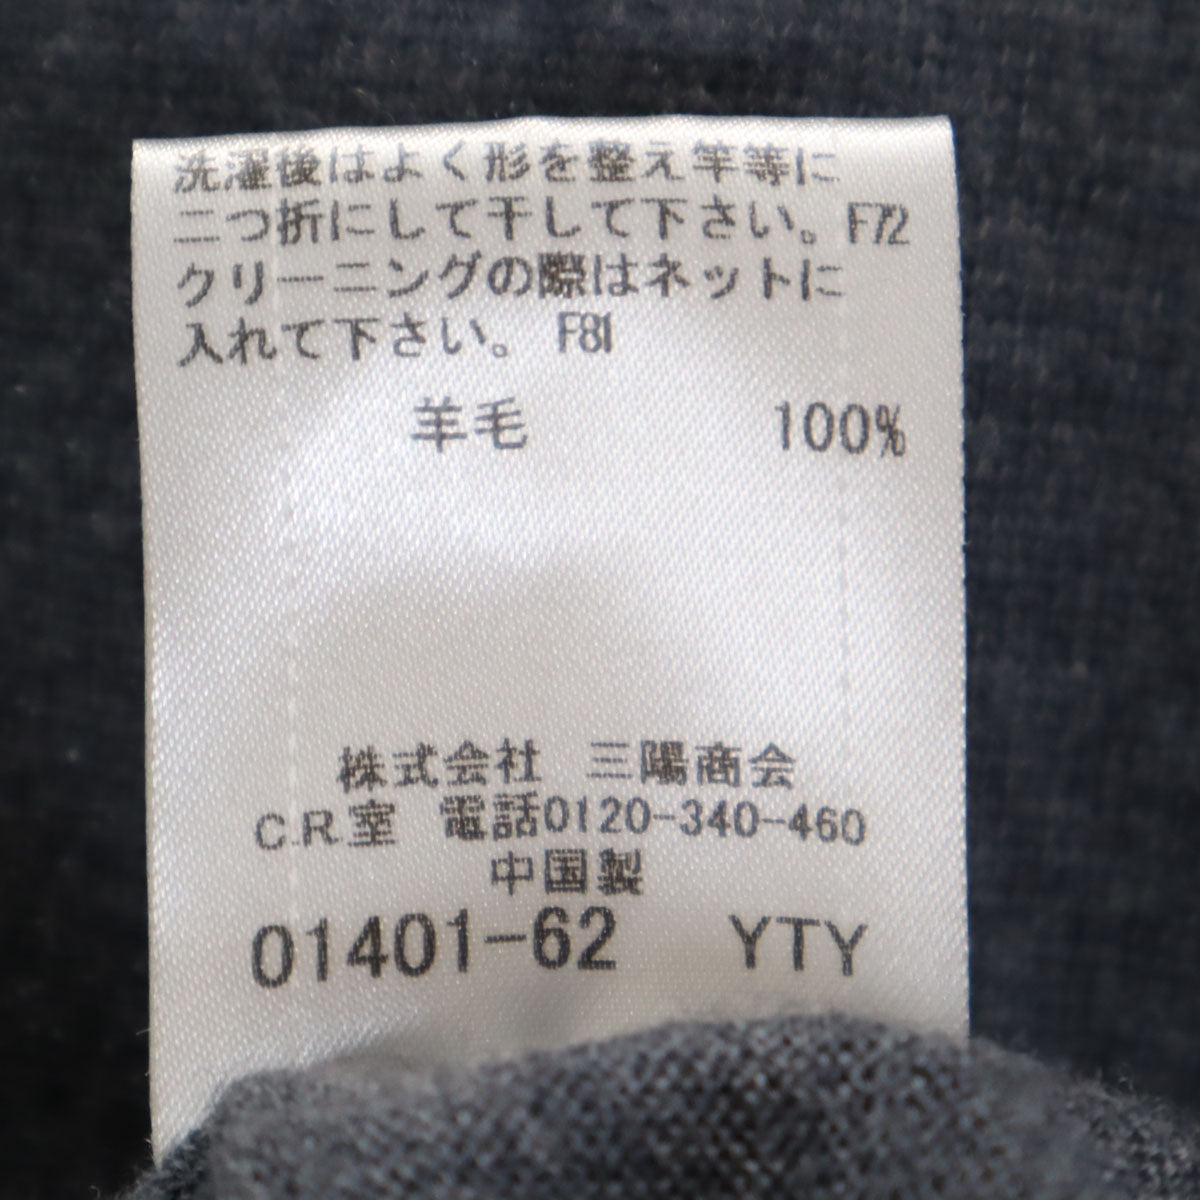 洗濯後はよく形を整え竿等に
二つ折にして干して下さい。F72
クリーニングの際はネットに
入れて下さい。 F81
羊毛 100%
株式会社 三陽商会
C.R.室 電話0120-340-460
中国製
01401-62 YTY